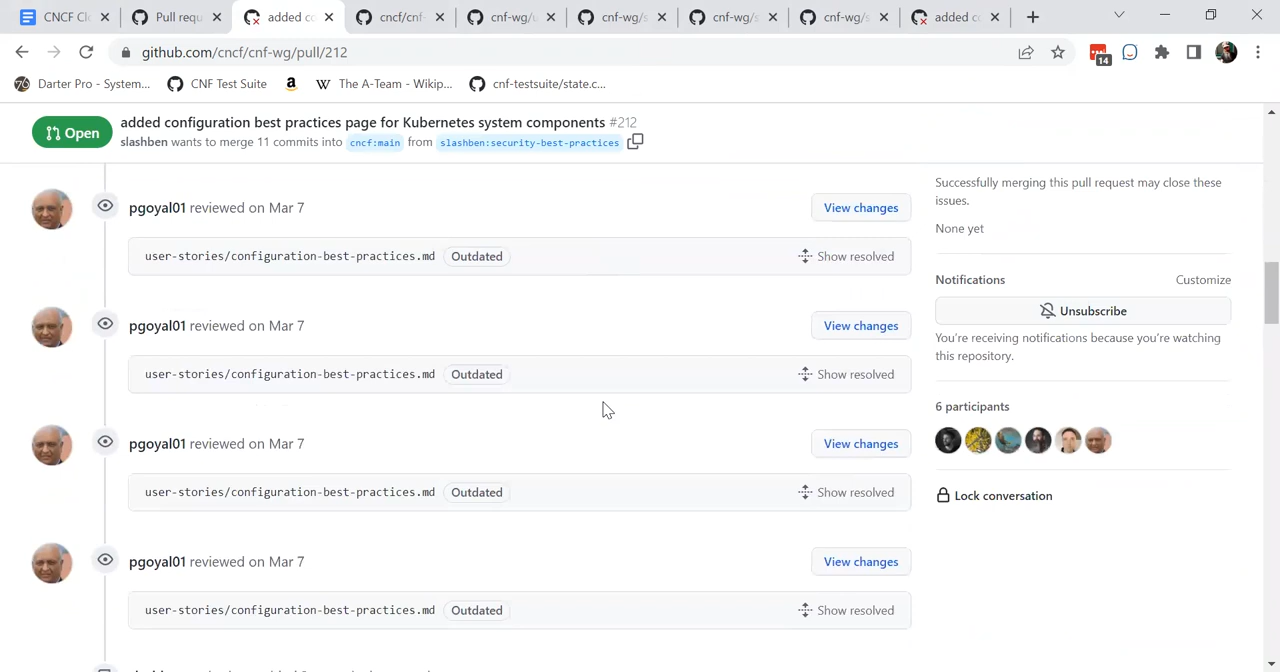 CNCF Clo
Pull requ
added co
cncf/cnf-
cnf-wg/u
cnf-wg/s
cnf-wg/s
cnf-wg/s
added co
github.com/cncf/cnf-wg/pull/212
14
Darter Pro - System...
CNF Test Suite
The A-Team - Wikip...
cnf-testsuite/state.c...
Open
added configuration best practices page for Kubernetes system components #212
slashben wants to merge 11 commits into cncf:main from slashben:security-best-practices
Successfully merging this pull request may close these
issues.
None yet
pgoyal01 reviewed on Mar 7
View changes
user-stories/configuration-best-practices.md Outdated
Show resolved
Notifications
Customize
Unsubscribe
You're receiving notifications because you're watching
this repository.
pgoyal01 reviewed on Mar 7
View changes
user-stories/configuration-best-practices.md Outdated
Show resolved
6 participants
pgoyal01 reviewed on Mar 7
View changes
user-stories/configuration-best-practices.md Outdated
Show resolved
Lock conversation
pgoyal01 reviewed on Mar 7
View changes
user-stories/configuration-best-practices.md Outdated
Show resolved